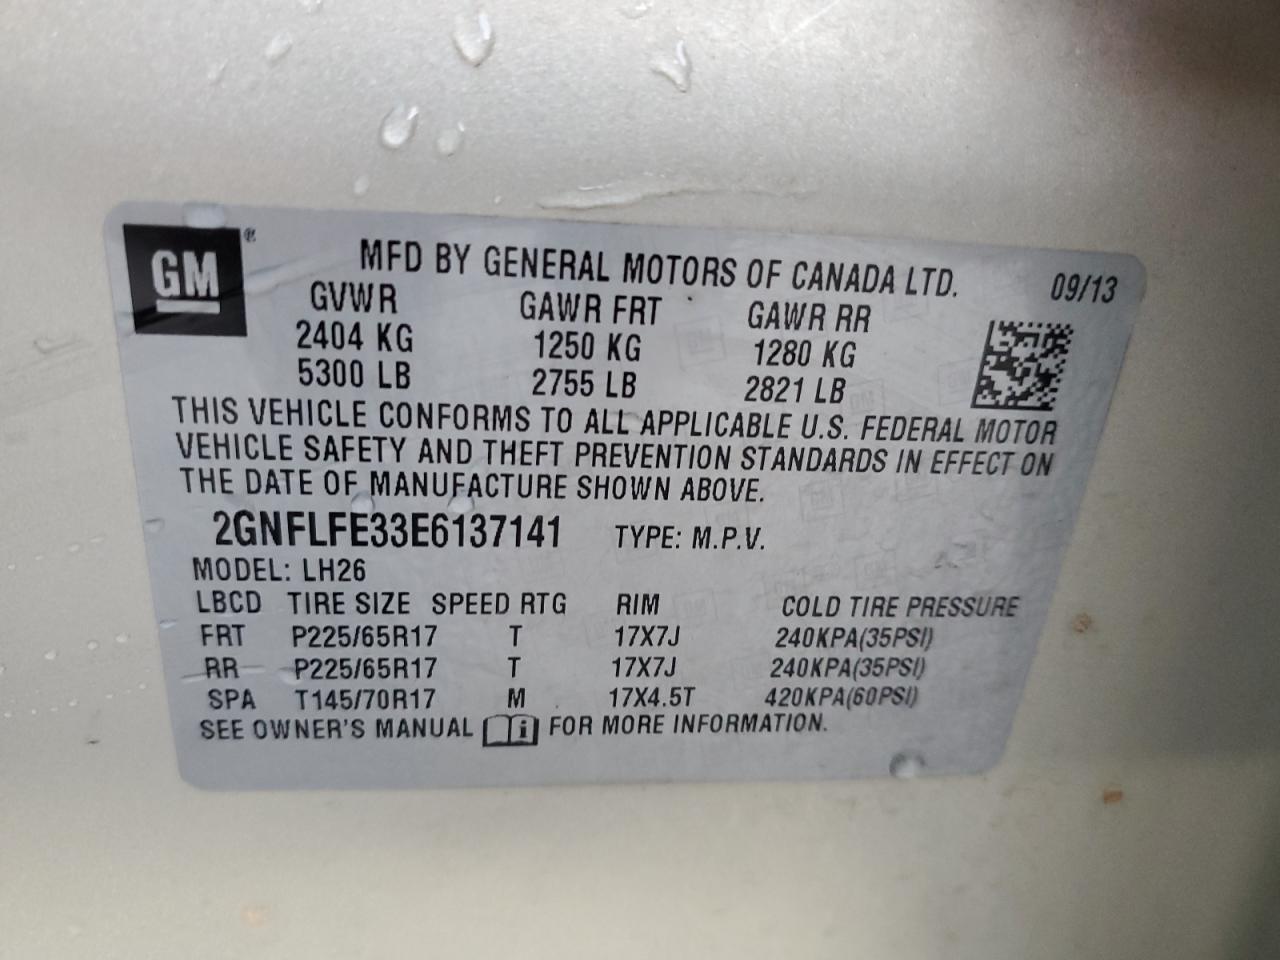 GM®
MFD BY GENERAL MOTORS OF CANADA LTD. 09/13
GVWR GAWR FRT GAWR RR
2404 KG 1250 KG 1280 KG
5300 LB 2755 LB 2821 LB
THIS VEHICLE CONFORMS TO ALL APPLICABLE U.S. FEDERAL MOTOR
VEHICLE SAFETY AND THEFT PREVENTION STANDARDS IN EFFECT ON
THE DATE OF MANUFACTURE SHOWN ABOVE.
2GNFLFE33E6137141 TYPE: M.P.V.
MODEL: LH26
LBCD TIRE SIZE SPEED RTG RIM COLD TIRE PRESSURE
FRT P225/65R17 T 17X7J 240KPA(35PSI)
RR P225/65R17 T 17X7J 240KPA(35PSI)
SPA T145/70R17 M 17X4.5T 420KPA(60PSI)
SEE OWNER'S MANUAL i FOR MORE INFORMATION.